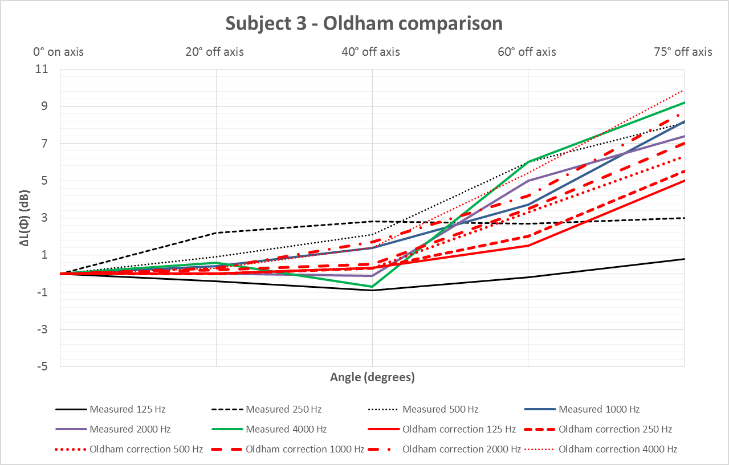 Subject 3 - Oldham comparison
0° on axis 20° off axis 40° off axis 60° off axis 75° off axis
11
9
7
5
3
1
-1
-3
-5
ΔL(Φ) (dB)
Angle (degrees)
Measured 125 Hz Measured 250 Hz Measured 500 Hz Measured 1000 Hz
Measured 2000 Hz Measured 4000 Hz Oldham correction 125 Hz Oldham correction 250 Hz
Oldham correction 500 Hz Oldham correction 1000 Hz Oldham correction 2000 Hz Oldham correction 4000 Hz